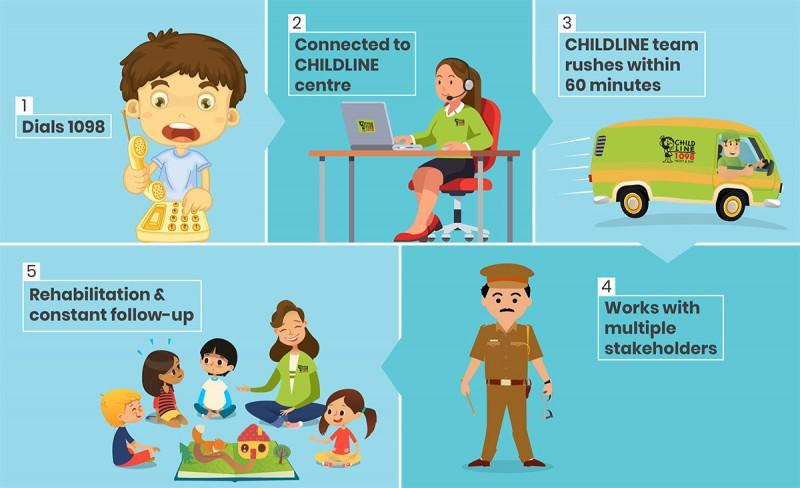 1
Dials 1098
2
Connected to
CHILDLINE
centre
3
CHILDLINE team
rushes within
60 minutes
CHILD
LINE
1098
4
Works with
multiple
stakeholders
5
Rehabilitation &
constant follow-up